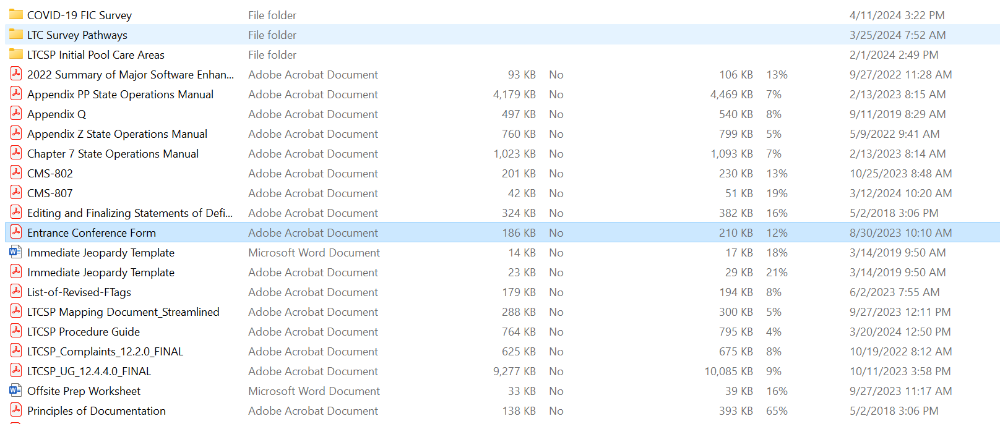 COVID-19 FIC Survey File folder 4/11/2024 3:22 PM
LTC Survey Pathways File folder 3/25/2024 7:52 AM
LTCSP Initial Pool Care Areas File folder 2/1/2024 2:49 PM
2022 Summary of Major Software Enhan... Adobe Acrobat Document 93 KB No 106 KB 13% 9/27/2022 11:28 AM
Appendix PP State Operations Manual Adobe Acrobat Document 4,179 KB No 4,469 KB 7% 2/13/2023 8:15 AM
Appendix Q Adobe Acrobat Document 497 KB No 540 KB 8% 9/11/2019 8:29 AM
Appendix Z State Operations Manual Adobe Acrobat Document 760 KB No 799 KB 5% 5/9/2022 9:41 AM
Chapter 7 State Operations Manual Adobe Acrobat Document 1,023 KB No 1,093 KB 7% 2/13/2023 8:14 AM
CMS-802 Adobe Acrobat Document 201 KB No 230 KB 13% 10/25/2023 8:48 AM
CMS-807 Adobe Acrobat Document 42 KB No 51 KB 19% 3/12/2024 10:20 AM
Editing and Finalizing Statements of Defi... Adobe Acrobat Document 324 KB No 382 KB 16% 5/2/2018 3:06 PM
Entrance Conference Form Adobe Acrobat Document 186 KB No 210 KB 12% 8/30/2023 10:10 AM
Immediate Jeopardy Template Microsoft Word Document 14 KB No 17 KB 18% 3/14/2019 9:50 AM
Immediate Jeopardy Template Adobe Acrobat Document 23 KB No 29 KB 21% 3/14/2019 9:50 AM
List-of-Revised-FTags Adobe Acrobat Document 179 KB No 194 KB 8% 6/2/2023 7:55 AM
LTCSP Mapping Document_Streamlined Adobe Acrobat Document 288 KB No 300 KB 5% 9/27/2023 12:11 PM
LTCSP Procedure Guide Adobe Acrobat Document 764 KB No 795 KB 4% 3/20/2024 12:50 PM
LTCSP_Complaints_12.2.0_FINAL Adobe Acrobat Document 625 KB No 675 KB 8% 10/19/2022 8:12 AM
LTCSP_UG_12.4.4.0_FINAL Adobe Acrobat Document 9,277 KB No 10,085 KB 9% 10/11/2023 3:58 PM
Offsite Prep Worksheet Microsoft Word Document 33 KB No 39 KB 16% 9/27/2023 11:17 AM
Principles of Documentation Adobe Acrobat Document 138 KB No 393 KB 65% 5/2/2018 3:06 PM